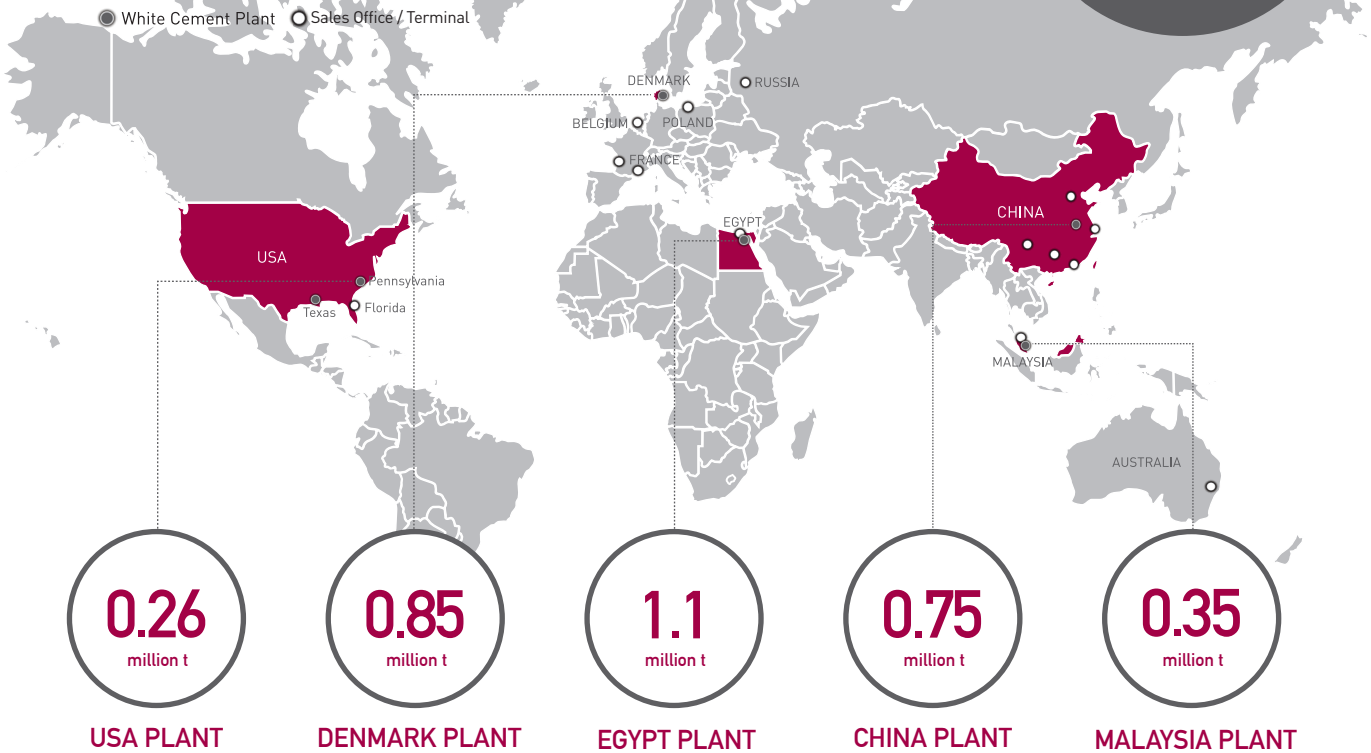 White Cement Plant
Sales Office / Terminal
DENMARK
RUSSIA
BELGIUM
POLAND
FRANCE
EGYPT
CHINA
USA
Pennsylvania
Texas
Florida
MALAYSIA
AUSTRALIA
0.26
million t
USA PLANT
0.85
million t
DENMARK PLANT
1.1
million t
EGYPT PLANT
0.75
million t
CHINA PLANT
0.35
million t
MALAYSIA PLANT